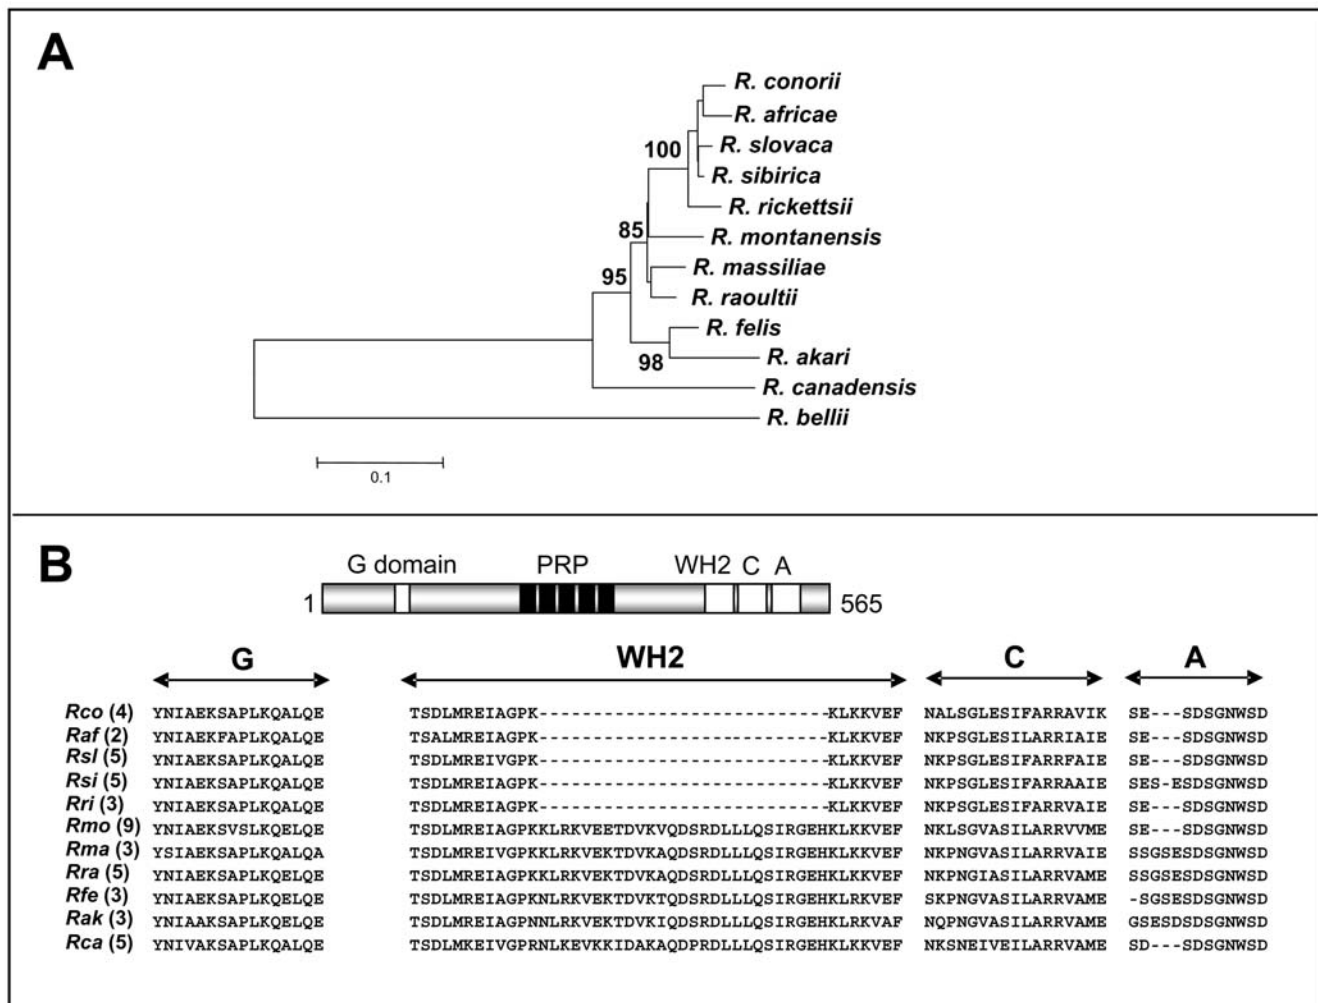 A
R. conorii
R. africae
R. slovaca
R. sibirica
R. rickettsii
R. montanensis
R. massiliae
R. raoultii
R. felis
R. akari
R. canadensis
R. bellii
100
85
95
98
0.1
B
G domain PRP WH2 C A
1 565
G WH2 C A
Rco (4) YNIAEKSAPLKQALQE TSDLMREIAGPK---------------------------KLKKVEF NALSGLESIFARRAVIK SE---SDSGNWSD
Raf (2) YNIAEKFAPLKQALQE TSALMREIAGPK---------------------------KLKKVEF NKPSGLESILARRIAIE SE---SDSGNWSD
Rsl (5) YNIAEKSAPLKQALQE TSDLMREIVGPK---------------------------KLKKVEF NKPSGLESILARRFAIE SE---SDSGNWSD
Rsi (5) YNIAEKSAPLKQALQE TSDLMREIAGPK---------------------------KLKKVEF NKPSGLESIFARRAAIE SES-ESDSGNWSD
Rri (3) YNIAEKSAPLKQALQE TSDLMREIAGPK---------------------------KLKKVEF NKPSGLESIFARRVAIE SE---SDSGNWSD
Rmo (9) YNIAEKSVSLKQELQE TSDLMREIAGPKKLRKVEETDVKVQDSRDLLLQSIRGEHKLKKVEF NKLSGVASILARRVVME SE---SDSGNWSD
Rma (3) YSIAEKSAPLKQALQA TSDLMREIVGPKKLRKVEKTDVKAQDSRDLLLQSIRGEHKLKKVEF NKPNGVASILARRVAIE SSGSESDSGNWSD
Rra (5) YNIAEKSAPLKQALQE TSDLMREIAGPKKLRKVEKTDVKAQDSRDLLLQSIRGEHKLKKVEF NKPNGIASILARRVAME SSGSESDSGNWSD
Rfe (3) YNIAEKSAPLKQELQE TSDLMREIAGPNNLRKVEKTDVKTQDSRDLLLQSIRGEHKLRKVEF SKPNGVASILARRVAME -SGSESDSGNWSD
Rak (3) YNIAAKSAPLKQELQE TSDLMREIAGPNNLRKVEKTDVKIQDSRDLLLQSIRGEHKLRKVAF NQPNGVASILARRVAME GSESDSDSGNWSD
Rca (5) YNIVAKSAPLKQALQE TSDLMKEIVGPRNLKEVKKIDAKAQDPRDLLLQSIRGEHKLKKVEF NKSNEIVEILARRVAME SD---SDSGNWSD